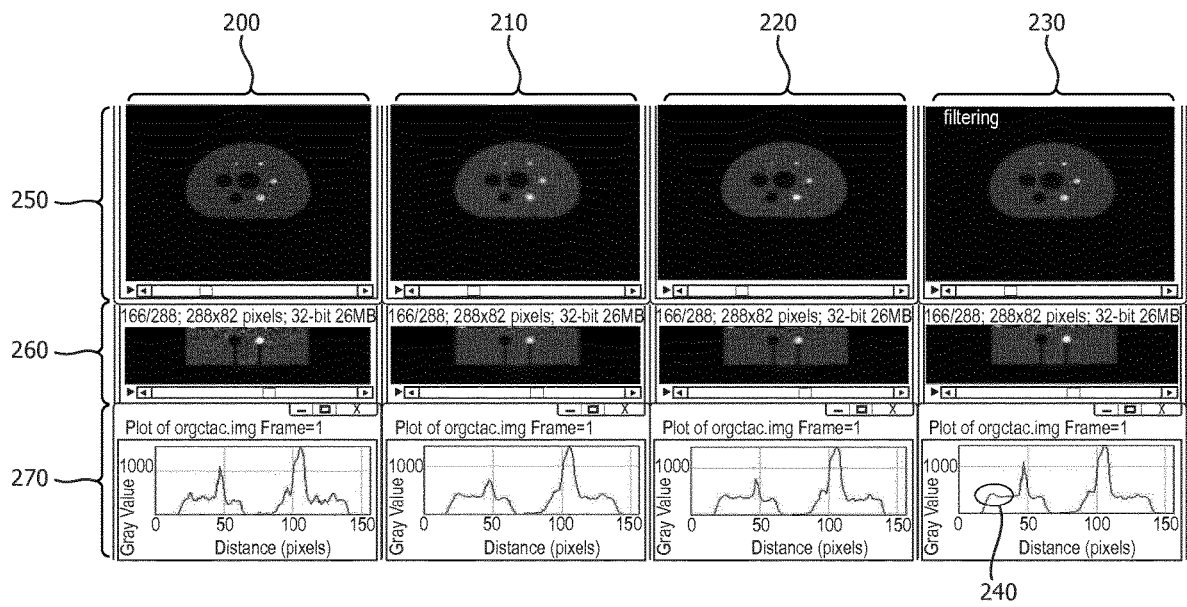 200 210 220 230
250
filtering
260
166/288; 288x82 pixels; 32-bit 26MB 166/288; 288x82 pixels; 32-bit 26MB 166/288; 288x82 pixels; 32-bit 26MB 166/288; 288x82 pixels; 32-bit 26MB
270
X X X X
Plot of orgctac.img Frame=1 Plot of orgctac.img Frame=1 Plot of orgctac.img Frame=1 Plot of orgctac.img Frame=1
Gray Value Gray Value Gray Value Gray Value
1000 1000 1000 1000
0 50 100 150 0 50 100 150 0 50 100 150 0 50 100 150
Distance (pixels) Distance (pixels) Distance (pixels) Distance (pixels)
240